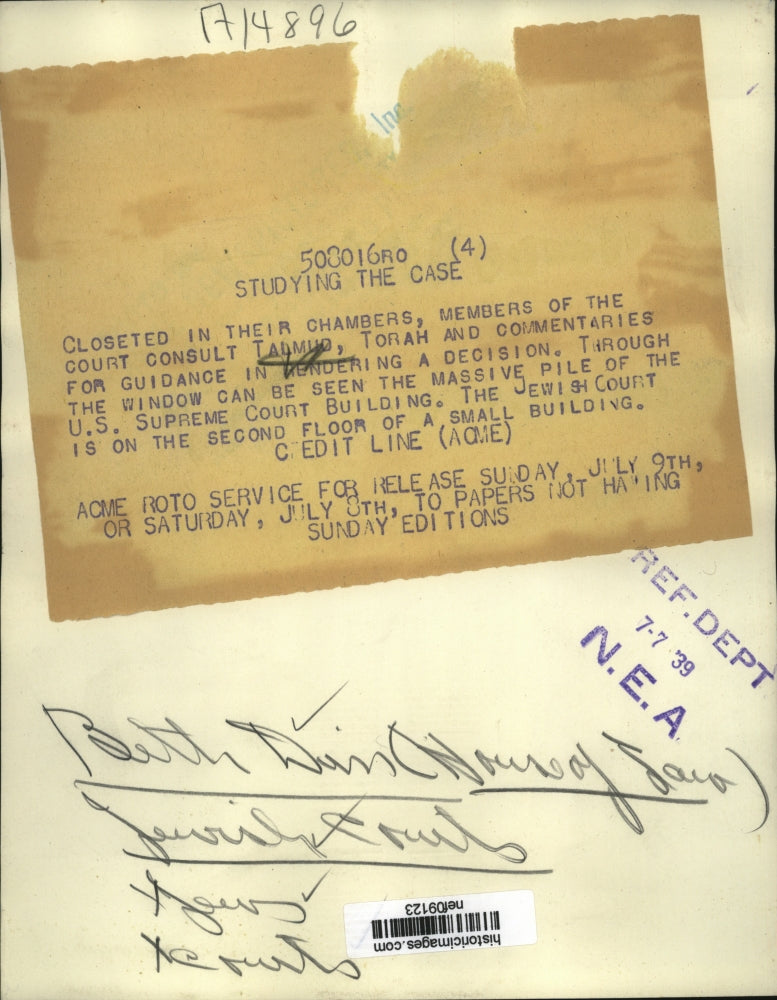 A14896
Inc
508016RO (4)
STUDYING THE CASE
CLOSETED IN THEIR CHAMBERS, MEMBERS OF THE
COURT CONSULT TALMUD, TORAH AND COMMENTARIES
FOR GUIDANCE IN RENDERING A DECISION. THROUGH
THE WINDOW CAN BE SEEN THE MASSIVE PILE OF THE
U.S. SUPREME COURT BUILDING. THE JEWISH COURT
IS ON THE SECOND FLOOR OF A SMALL BUILDING.
CREDIT LINE (ACME)
ACME ROTO SERVICE FOR RELEASE SUNDAY, JULY 9TH,
OR SATURDAY, JULY 8TH, TO PAPERS NOT HAVING
SUNDAY EDITIONS
REF. DEPT
7-7 '39
N.E.A
Beth Din (House of Law)
Jewish Courts
Jews
Courts
historicimages.com
nef09123